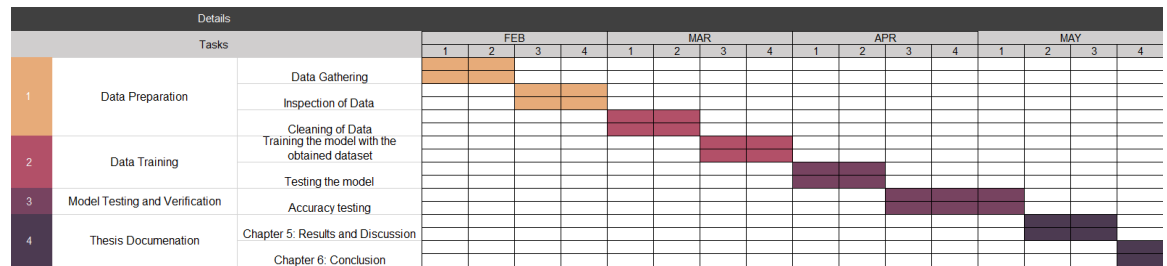 Details
Tasks
FEB MAR APR MAY
1 2 3 4 1 2 3 4 1 2 3 4 1 2 3 4
1
Data Preparation
Data Gathering
Inspection of Data
Cleaning of Data
2
Data Training
Training the model with the
obtained dataset
Testing the model
3
Model Testing and Verification
Accuracy testing
4
Thesis Documenation
Chapter 5: Results and Discussion
Chapter 6: Conclusion